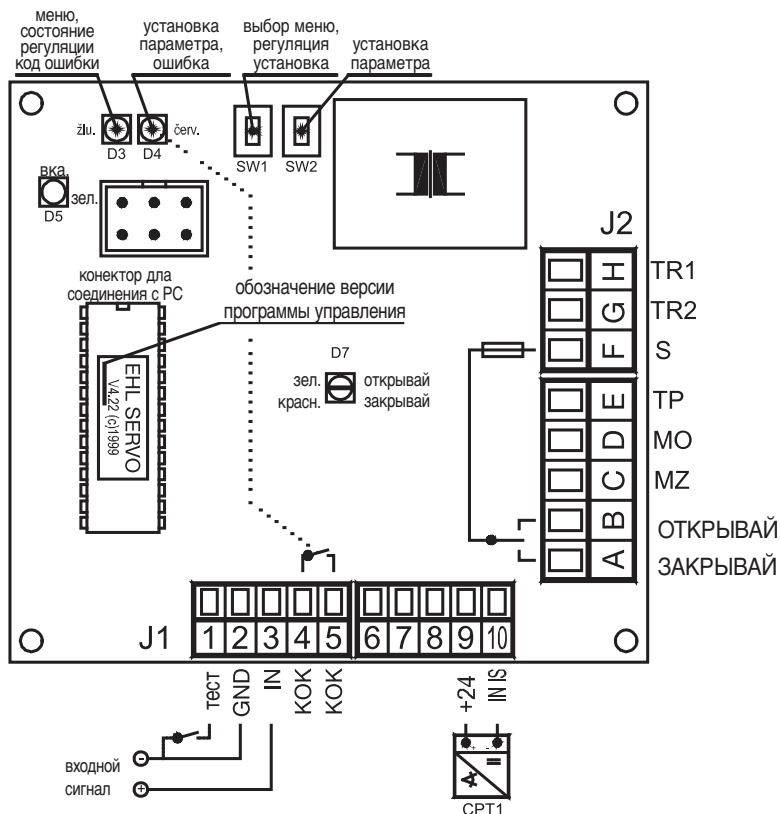 меню,
состояние
регуляции
код ошибки
установка
параметра,
ошибка
выбор меню,
регуляция
установка
установка
параметра
žlu.
D3
D4
červ.
SW1
SW2
вка.
зел.
D5
J2
конектор дла
соединения с PC
обозначение версии
программы управления
EHL SERVO
V4.22 (c)1999
D7
зел.
открывай
красн.
закрывай
H TR1
G TR2
F S
E TP
D MO
C MZ
B ОТКРЫВАЙ
A ЗАКРЫВАЙ
J1
1 2 3 4 5 6 7 8 9 10
тест
GND
IN
KOK
KOK
+24
IN IS
входной
сигнал
- +
+ -
A
CPT1